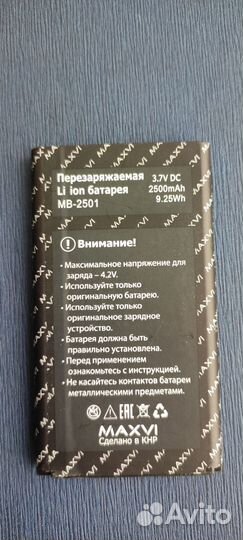 Перезаряжаемая 3.7V DC
Li ion батарея 2500mAh
MB-2501 9.25Wh
Внимание!
• Максимальное напряжение для
заряда – 4.2V.
• Используйте только
оригинальную батарею.
• Используйте только
оригинальное зарядное
устройство.
• Батарея должна быть
правильно установлена.
• Перед применением
ознакомьтесь с инструкцией.
• Не касайтесь контактов батареи
металлическими предметами.
EAC
MAXVI
Сделано в КНР
Avito